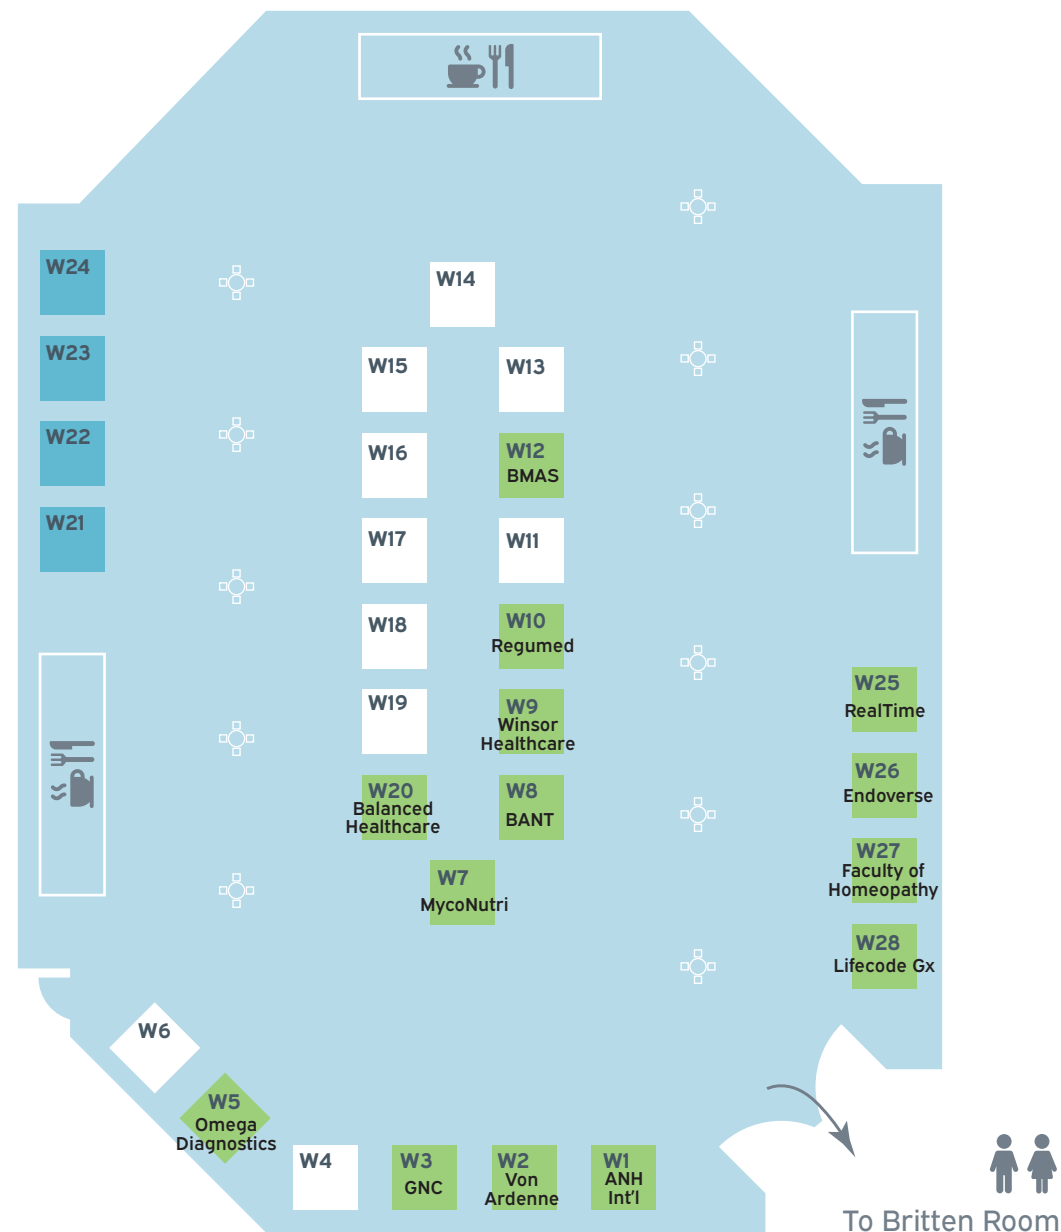 W24
W14
W23
W15
W13
W22
W16
W12
BMAS
W21
W17
W11
W18
W10
Regumed
W19
W9
Winsor
Healthcare
W25
RealTime
W20
Balanced
Healthcare
W8
BANT
W26
Endoverse
W7
MycoNutri
W27
Faculty of
Homeopathy
W28
Lifecode Gx
W6
W5
Omega
Diagnostics
W4
W3
GNC
W2
Von
Ardenne
W1
ANH
Int'l
To Britten Room